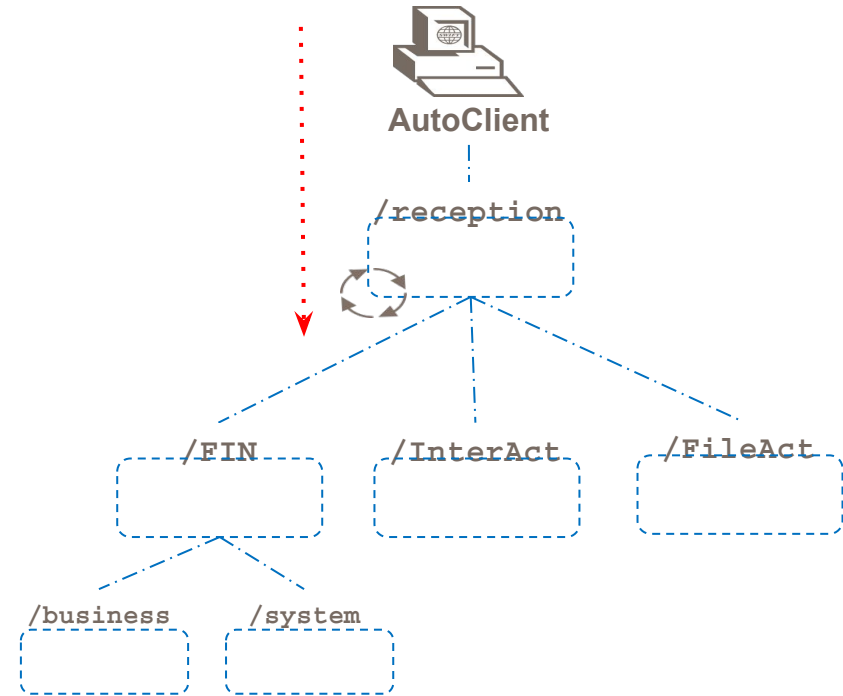 AutoClient
/reception
/FIN
/InterAct
/FileAct
/business
/system